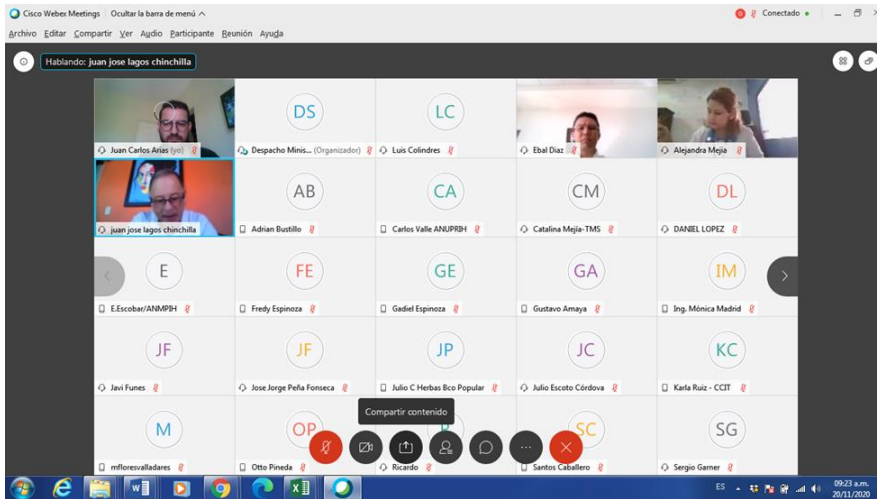 Cisco Webex Meetings Ocultar la barra de menú
Conectado
Archivo Editar Compartir Ver Audio Participante Reunión Ayuda
Hablando: juan jose lagos chinchilla
DS
LC
Juan Carlos Arias (yo)
Despacho Minis... (Organizador)
Luis Colindres
Ebal Diaz
Alejandra Mejia
AB
CA
CM
DL
juan jose lagos chinchilla
Adrian Bustillo
Carlos Valle ANUPRIH
Catalina Mejía-TMS
DANIEL LOPEZ
E
FE
GE
GA
IM
E.Escobar/ANMPIH
Fredy Espinoza
Gadiel Espinoza
Gustavo Amaya
Ing. Mónica Madrid
JF
JF
JP
JC
KC
Javi Funes
Jose Jorge Peña Fonseca
Julio C Herbas Bco Popular
Julio Escoto Córdova
Karla Ruiz - CCIT
Compartir contenido
M
OP
SC
SG
mfloresvalladares
Otto Pineda
Ricardo
Santos Caballero
Sergio Garner
ES
09:23 a.m.
20/11/2020